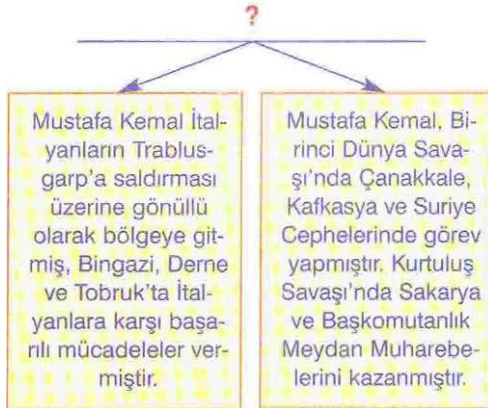 ?
Mustafa Kemal İtal-
yanların Trablus-
garp'a saldırması
üzerine gönüllü
olarak bölgeye git-
miş, Bingazi, Derne
ve Tobruk'ta İtal-
yanlara karşı başa-
rılı mücadeleler ver-
miştir.
Mustafa Kemal, Bi-
rinci Dünya Sava-
şı'nda Çanakkale,
Kafkasya ve Suriye
Cephelerinde görev
yapmıştır. Kurtuluş
Savaşı'nda Sakarya
ve Başkomutanlık
Meydan Muharebe-
lerini kazanmıştır.